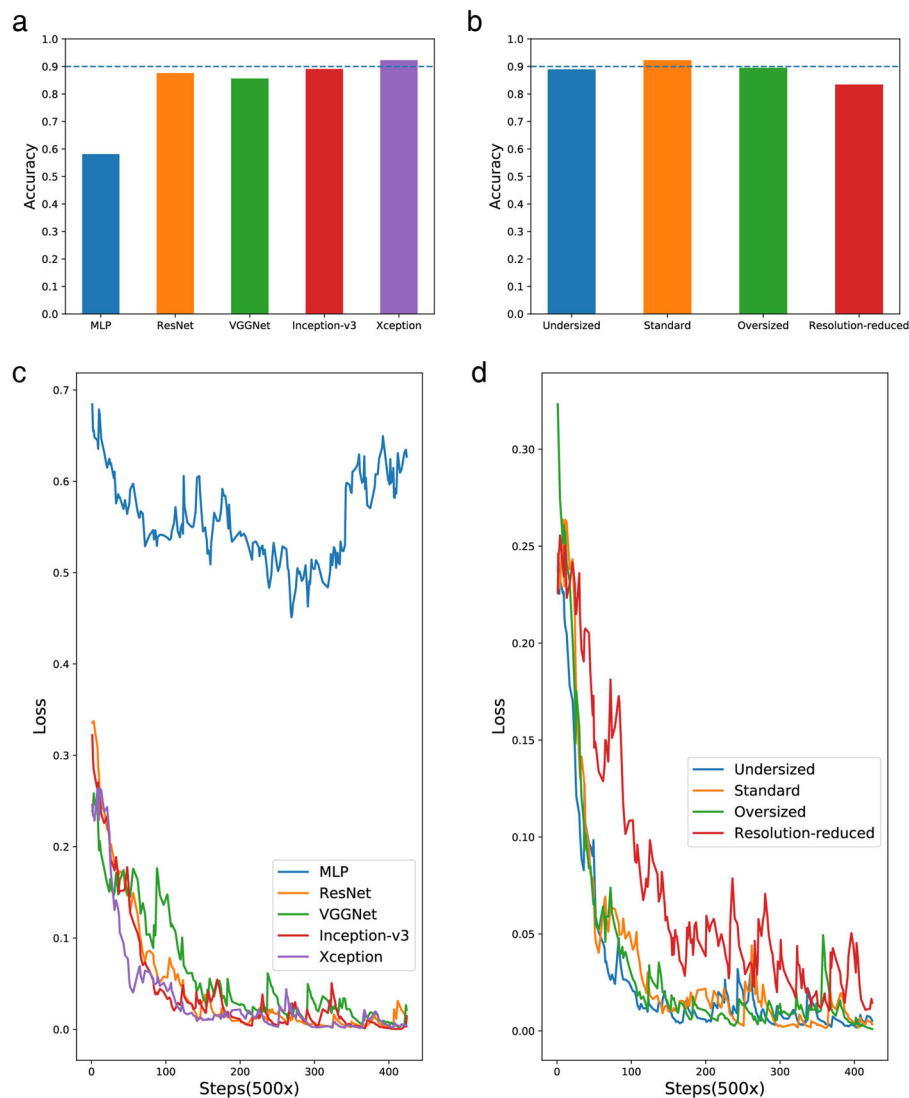 a
1.0
0.9
0.8
0.7
0.6
0.5
0.4
0.3
0.2
0.1
0.0
Accuracy
MLP ResNet VGGNet Inception-v3 Xception
b
1.0
0.9
0.8
0.7
0.6
0.5
0.4
0.3
0.2
0.1
0.0
Accuracy
Undersized Standard Oversized Resolution-reduced
c
0.7
0.6
0.5
0.4
0.3
0.2
0.1
0.0
Loss
MLP
ResNet
VGGNet
Inception-v3
Xception
0 100 200 300 400
Steps(500x)
d
0.30
0.25
0.20
0.15
0.10
0.05
0.00
Loss
Undersized
Standard
Oversized
Resolution-reduced
0 100 200 300 400
Steps(500x)